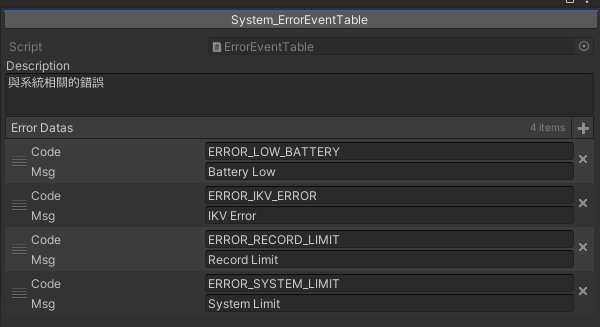 System_ErrorEventTable
Script ErrorEventTable
Description
與系統相關的錯誤
Error Datas 4 items
Code ERROR_LOW_BATTERY
Msg Battery Low
Code ERROR_IKV_ERROR
Msg IKV Error
Code ERROR_RECORD_LIMIT
Msg Record Limit
Code ERROR_SYSTEM_LIMIT
Msg System Limit